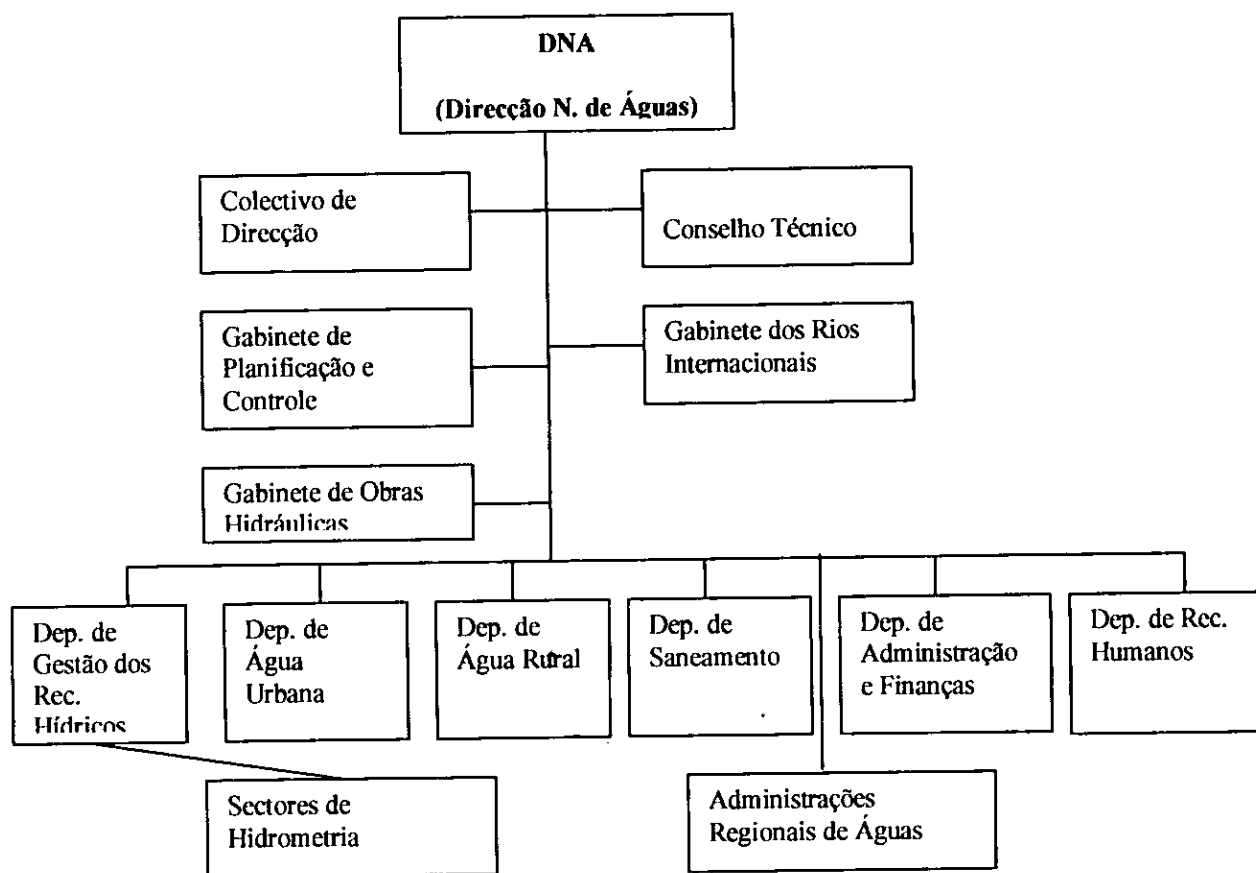 DNA
(Direcção N. de Águas)
Colectivo de
Direcção
Conselho Técnico
Gabinete de
Planificação e
Controle
Gabinete dos Rios
Internacionais
Gabinete de Obras
Hidráulicas
Dep. de
Gestão dos
Rec.
Hídricos
Dep. de
Água
Urbana
Dep. de
Água Rural
Dep. de
Saneamento
Dep. de
Administração
e Finanças
Dep. de Rec.
Humanos
Sectores de
Hidrometria
Administrações
Regionais de Águas